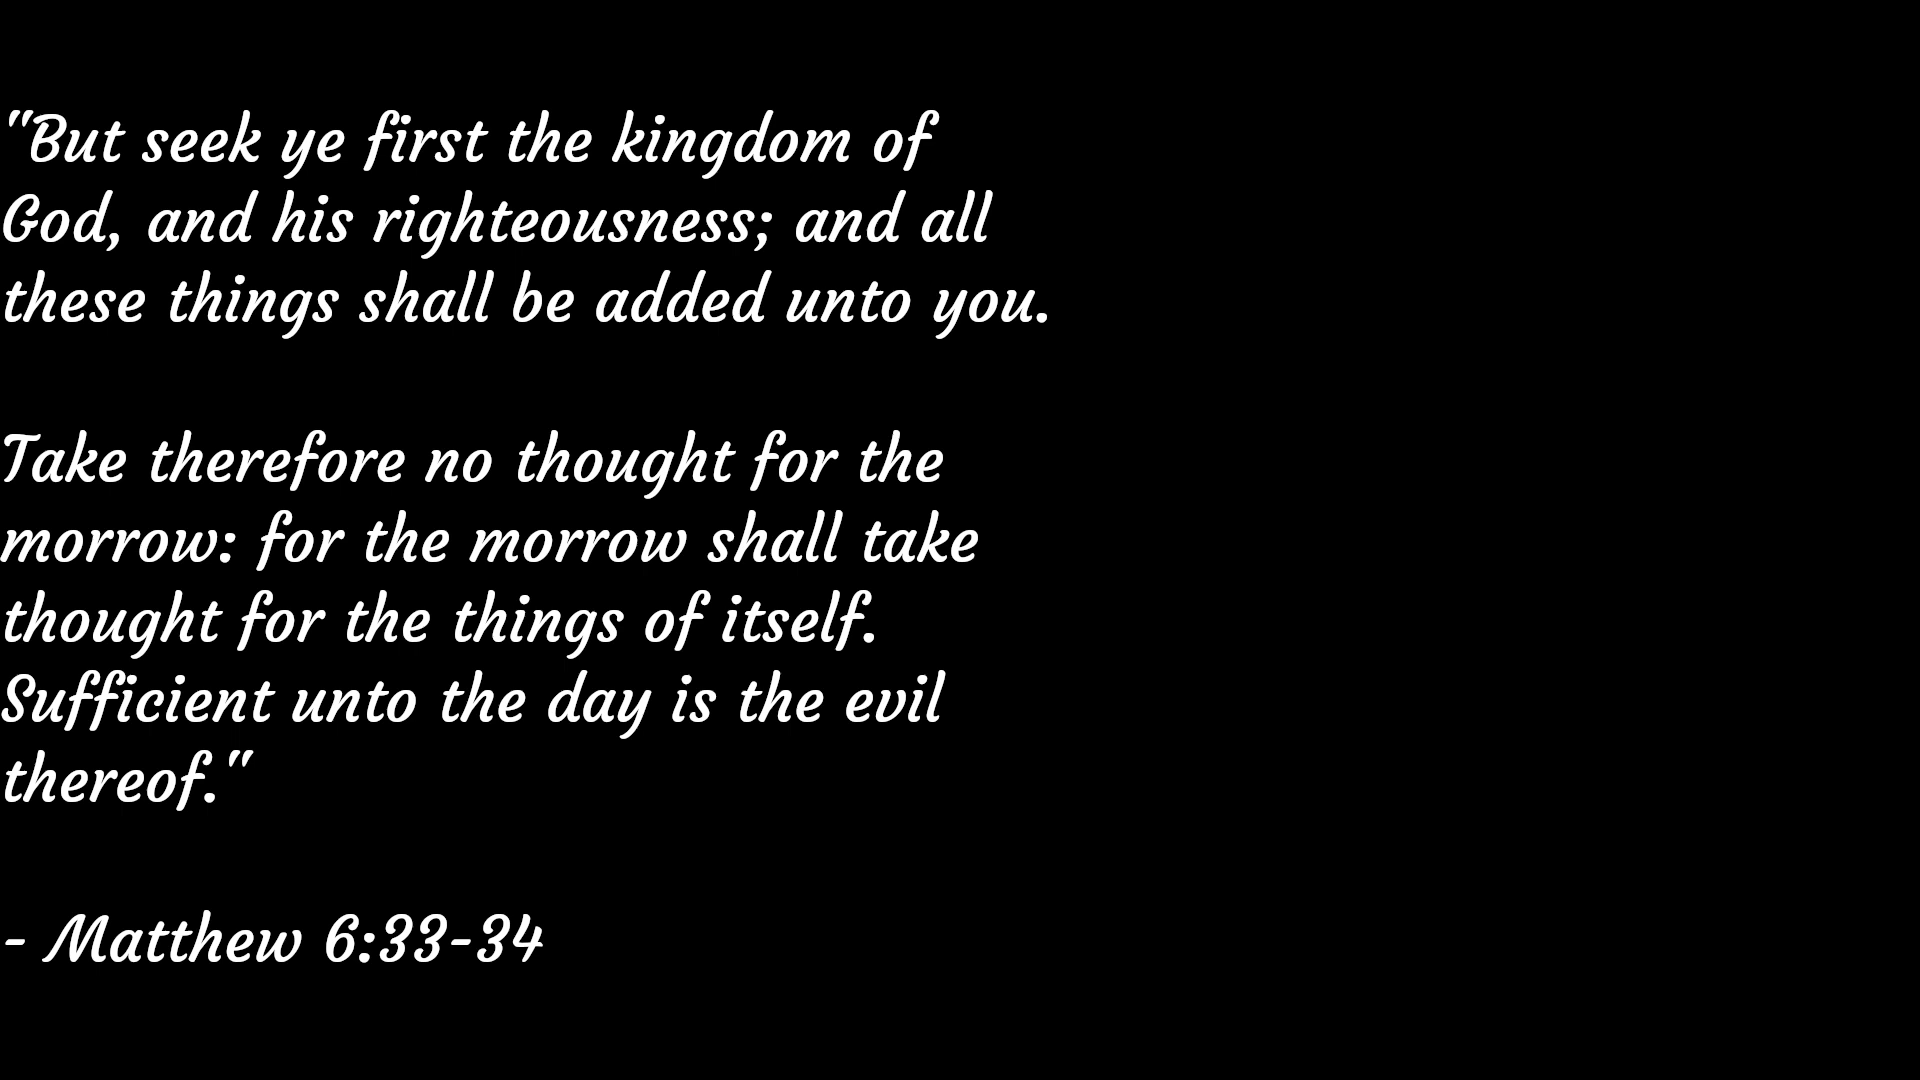 "But seek ye first the kingdom of
God, and his righteousness; and all
these things shall be added unto you.
Take therefore no thought for the
morrow: for the morrow shall take
thought for the things of itself.
Sufficient unto the day is the evil
thereof."
- Matthew 6:33-34